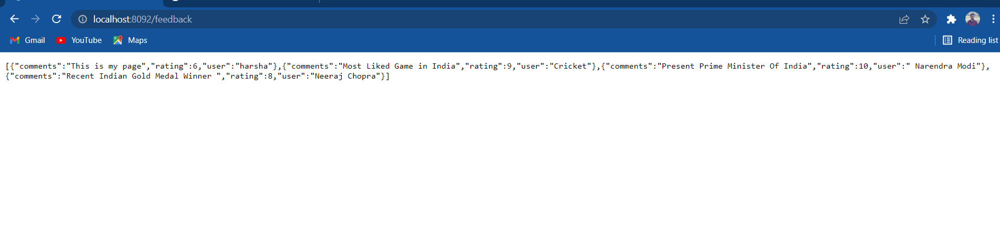 localhost:8092/feedback
Gmail YouTube Maps Reading list
[{"comments":"This is my page","rating":6,"user":"harsha"},{"comments":"Most Liked Game in India","rating":9,"user":"Cricket"},{"comments":"Present Prime Minister Of India","rating":10,"user":" Narendra Modi"},
{"comments":"Recent Indian Gold Medal Winner ","rating":8,"user":"Neeraj Chopra"}]